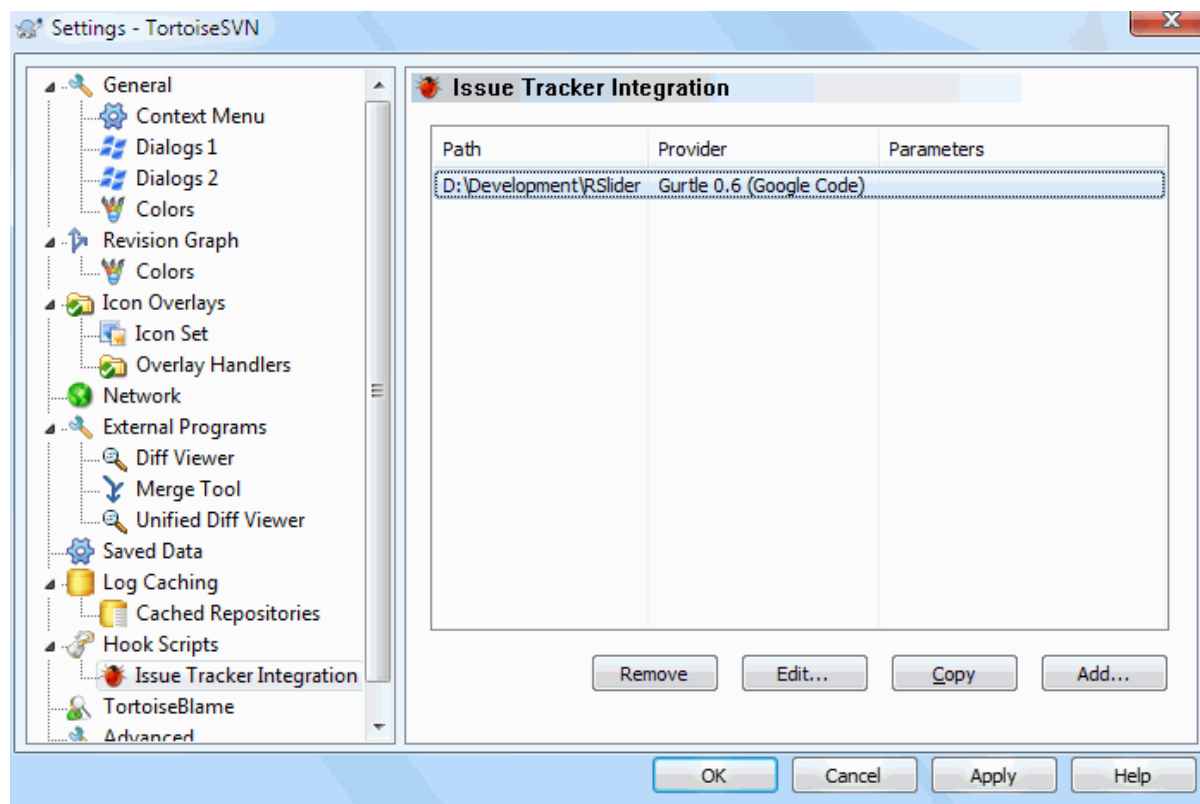 Settings - TortoiseSVN
General
Context Menu
Dialogs 1
Dialogs 2
Colors
Revision Graph
Colors
Icon Overlays
Icon Set
Overlay Handlers
Network
External Programs
Diff Viewer
Merge Tool
Unified Diff Viewer
Saved Data
Log Caching
Cached Repositories
Hook Scripts
Issue Tracker Integration
TortoiseBlame
Advanced
Issue Tracker Integration
Path Provider Parameters
D:\Development\RSlider Gurtle 0.6 (Google Code)
Remove Edit... Copy Add...
OK Cancel Apply Help